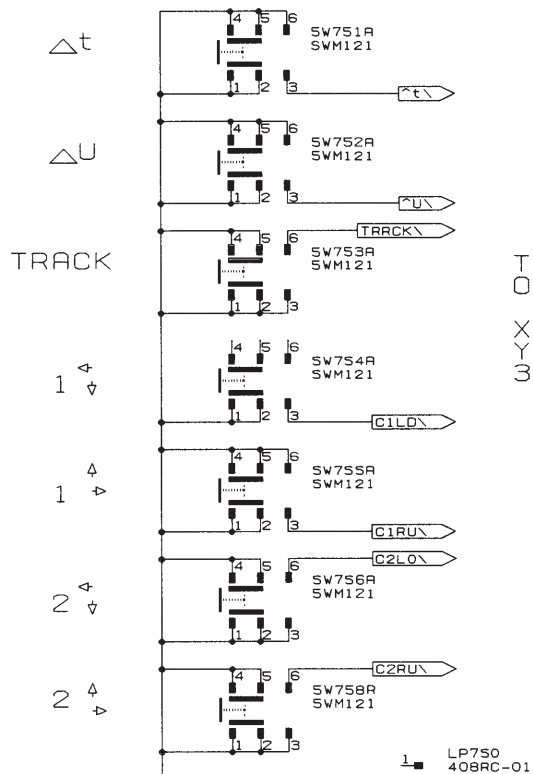 △t
4 5 6
SW751A
SWM121
1 2 3
^t\
△U
4 5 6
SW752A
SWM121
1 2 3
^U\
TRACK
4 5 6
TRACK\
SW753A
SWM121
1 2 3
TO XY3
1
4 5 6
SW754A
SWM121
1 2 3
C1LD\
1
4 5 6
SW755A
SWM121
1 2 3
C1RU\
2
4 5 6
C2LD\
SW756A
SWM121
1 2 3
2
4 5 6
C2RU\
SW758A
SWM121
1 2 3
1
LP750
408RC-01